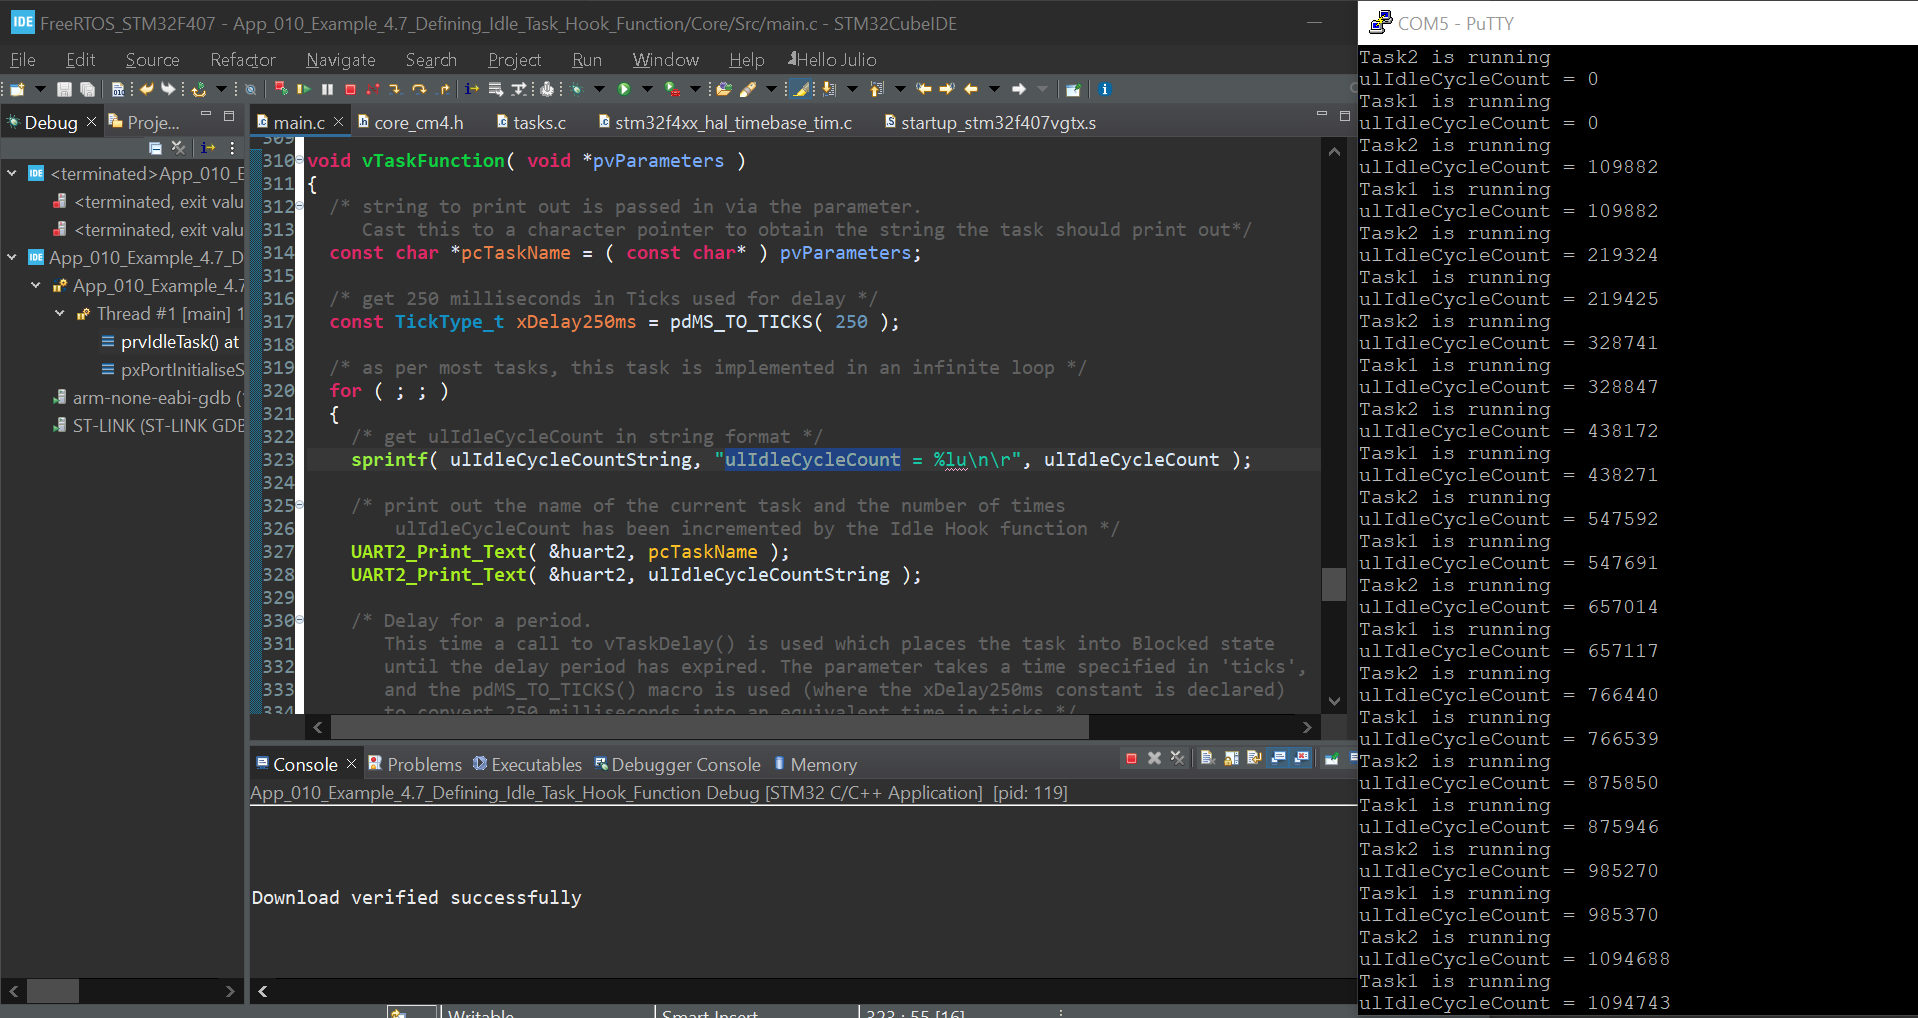 IDE FreeRTOS_STM32F407 - App_010_Example_4.7_Defining_Idle_Task_Hook_Function/Core/Src/main.c - STM32CubeIDE
File Edit Source Refactor Navigate Search Project Run Window Help Hello Julio
Debug Proje...
<terminated>App_010_E
<terminated, exit valu
<terminated, exit valu
App_010_Example_4.7_D
App_010_Example_4.7
Thread #1 [main] 1
prvIdleTask() at
pxPortInitialiseS
arm-none-eabi-gdb (
ST-LINK (ST-LINK GDB
main.c core_cm4.h tasks.c stm32f4xx_hal_timebase_tim.c startup_stm32f407vgtx.s
309
310 void vTaskFunction( void *pvParameters )
311 {
312 /* string to print out is passed in via the parameter.
313 Cast this to a character pointer to obtain the string the task should print out*/
314 const char *pcTaskName = ( const char* ) pvParameters;
315
316 /* get 250 milliseconds in Ticks used for delay */
317 const TickType_t xDelay250ms = pdMS_TO_TICKS( 250 );
318
319 /* as per most tasks, this task is implemented in an infinite loop */
320 for ( ; ; )
321 {
322 /* get ulIdleCycleCount in string format */
323 sprintf( ulIdleCycleCountString, "ulIdleCycleCount = %lu\n\r", ulIdleCycleCount );
324
325 /* print out the name of the current task and the number of times
326 ulIdleCycleCount has been incremented by the Idle Hook function */
327 UART2_Print_Text( &huart2, pcTaskName );
328 UART2_Print_Text( &huart2, ulIdleCycleCountString );
329
330 /* Delay for a period.
331 This time a call to vTaskDelay() is used which places the task into Blocked state
332 until the delay period has expired. The parameter takes a time specified in 'ticks',
333 and the pdMS_TO_TICKS() macro is used (where the xDelay250ms constant is declared)
334 to convert 250 milliseconds into an equivalent time in ticks */
Console Problems Executables Debugger Console Memory
App_010_Example_4.7_Defining_Idle_Task_Hook_Function Debug [STM32 C/C++ Application] [pid: 119]
Download verified successfully
Writable Smart Insert 323 : 55 [16]
COM5 - PuTTY
Task2 is running
ulIdleCycleCount = 0
Task1 is running
ulIdleCycleCount = 0
Task2 is running
ulIdleCycleCount = 109882
Task1 is running
ulIdleCycleCount = 109882
Task2 is running
ulIdleCycleCount = 219324
Task1 is running
ulIdleCycleCount = 219425
Task2 is running
ulIdleCycleCount = 328741
Task1 is running
ulIdleCycleCount = 328847
Task2 is running
ulIdleCycleCount = 438172
Task1 is running
ulIdleCycleCount = 438271
Task2 is running
ulIdleCycleCount = 547592
Task1 is running
ulIdleCycleCount = 547691
Task2 is running
ulIdleCycleCount = 657014
Task1 is running
ulIdleCycleCount = 657117
Task2 is running
ulIdleCycleCount = 766440
Task1 is running
ulIdleCycleCount = 766539
Task2 is running
ulIdleCycleCount = 875850
Task1 is running
ulIdleCycleCount = 875946
Task2 is running
ulIdleCycleCount = 985270
Task1 is running
ulIdleCycleCount = 985370
Task2 is running
ulIdleCycleCount = 1094688
Task1 is running
ulIdleCycleCount = 1094743